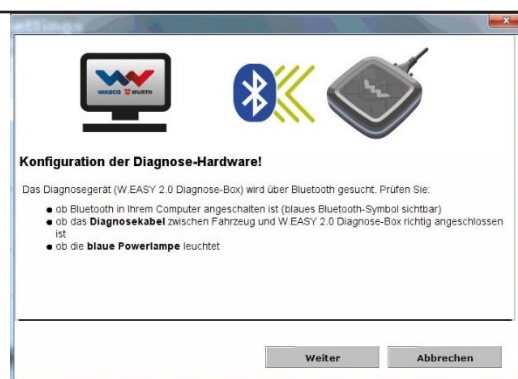 WABCO WÜRTH
Konfiguration der Diagnose-Hardware!
Das Diagnosegerät (W.EASY 2.0 Diagnose-Box) wird über Bluetooth gesucht. Prüfen Sie:
● ob Bluetooth in Ihrem Computer angeschalten ist (blaues Bluetooth-Symbol sichtbar)
● ob das Diagnosekabel zwischen Fahrzeug und W.EASY 2.0 Diagnose-Box richtig angeschlossen
ist
● ob die blaue Powerlampe leuchtet
Weiter
Abbrechen